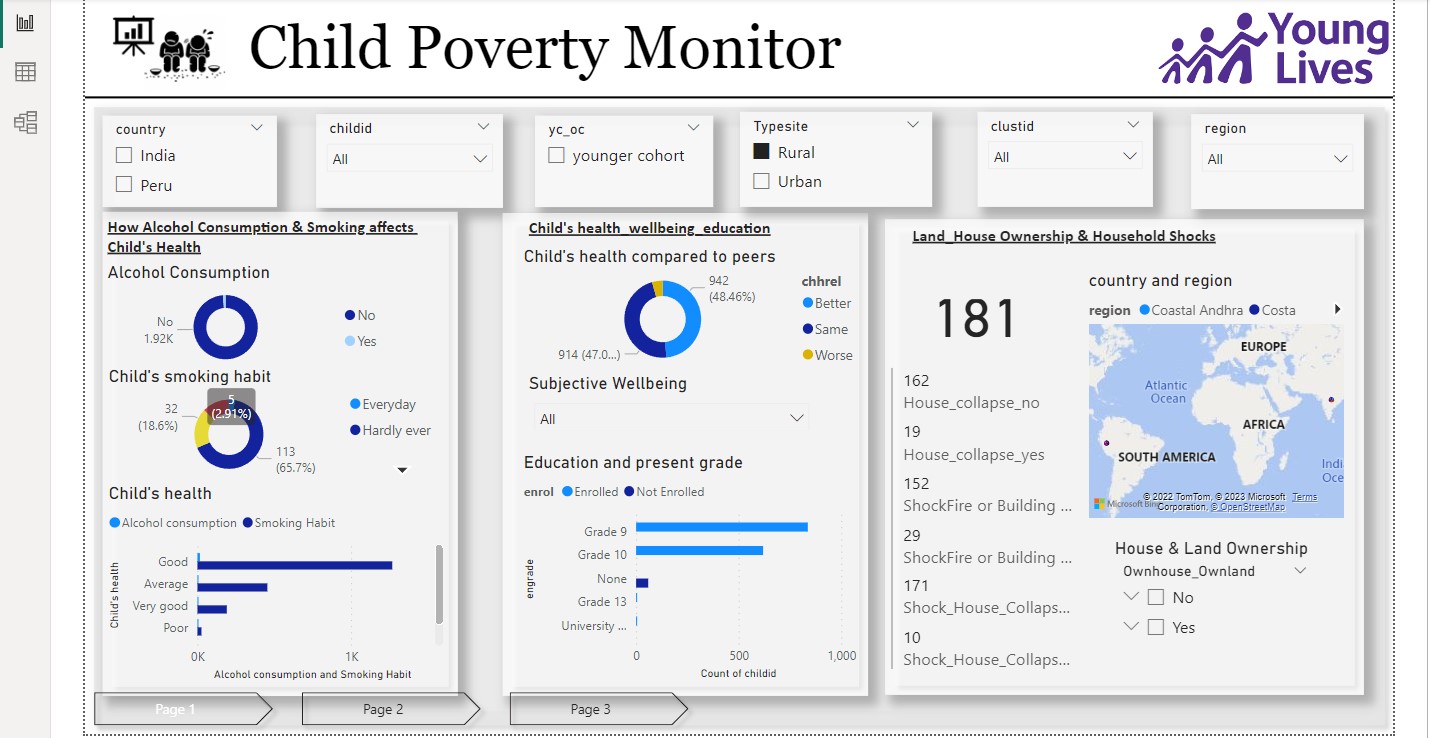 Child Poverty Monitor
Young
Lives
country
India
Peru
childid
All
yc_oc
younger cohort
Typesite
Rural
Urban
clustid
All
region
All
How Alcohol Consumption & Smoking affects
Child's Health
Alcohol Consumption
No
1.92K
No
Yes
Child's smoking habit
5
(2.91%)
32
(18.6%)
113
(65.7%)
Everyday
Hardly ever
Child's health
Alcohol consumption Smoking Habit
Child's health
Good
Average
Very good
Poor
0K 1K
Alcohol consumption and Smoking Habit
Child's health_wellbeing_education
Child's health compared to peers
942
(48.46%)
914 (47.0...)
chhrel
Better
Same
Worse
Subjective Wellbeing
All
Education and present grade
enrol Enrolled Not Enrolled
engrade
Grade 9
Grade 10
None
Grade 13
University ...
0 500 1,000
Count of childid
Land_House Ownership & Household Shocks
181
162
House_collapse_no
19
House_collapse_yes
152
ShockFire or Building ...
29
ShockFire or Building ...
171
Shock_House_Collaps...
10
Shock_House_Collaps...
country and region
region Coastal Andhra Costa
EUROPE
Atlantic
Ocean
AFRICA
SOUTH AMERICA
Indi
Oce
Microsoft Bing
© 2022 TomTom, © 2023 Microsoft Terms
Corporation, © OpenStreetMap
House & Land Ownership
Ownhouse_Ownland
No
Yes
Page 1
Page 2
Page 3